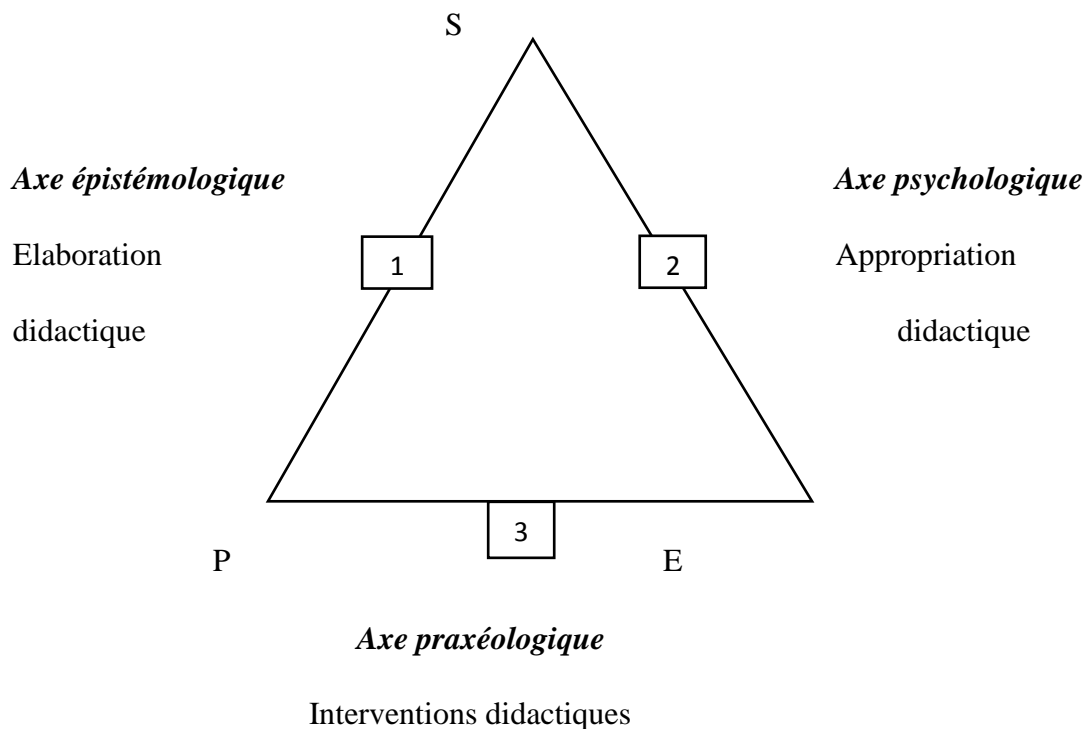 S
Axe épistémologique
Axe psychologique
Elaboration
1
2
Appropriation
didactique
didactique
3
P
E
Axe praxéologique
Interventions didactiques